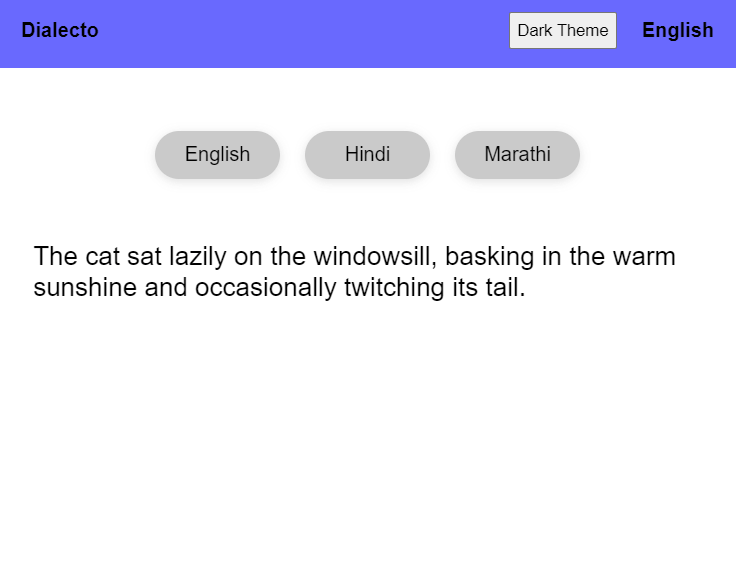 Dialecto
Dark Theme
English
English
Hindi
Marathi
The cat sat lazily on the windowsill, basking in the warm
sunshine and occasionally twitching its tail.